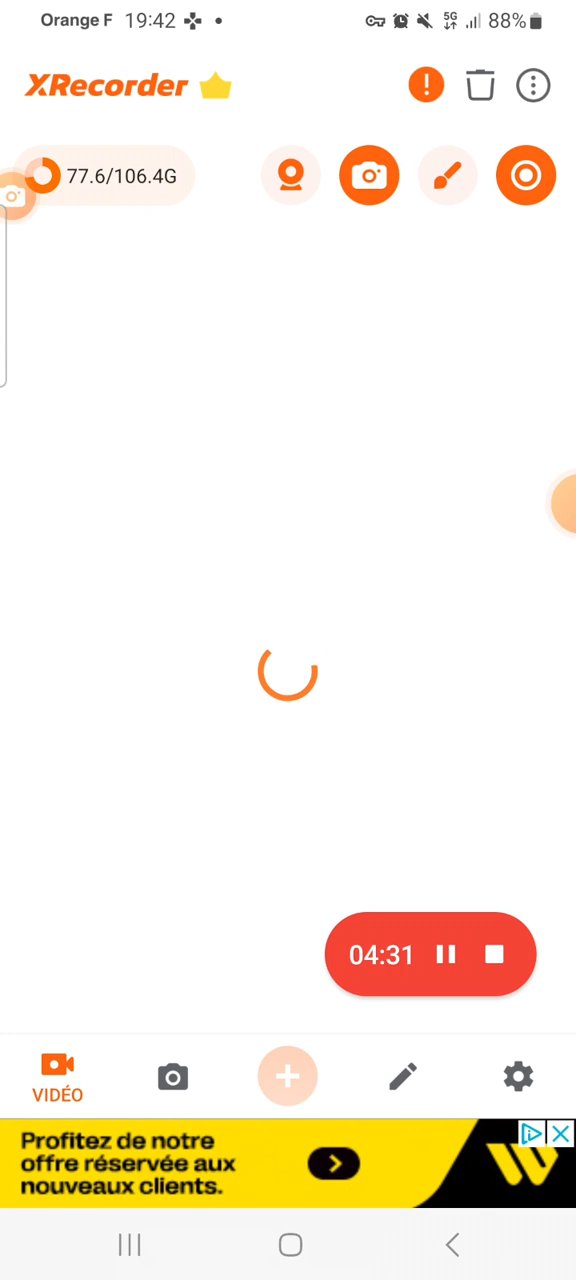 Orange F 19:42 5G 88%
XRecorder
77.6/106.4G
04:31
VIDÉO
Profitez de notre
offre réservée aux
nouveaux clients.